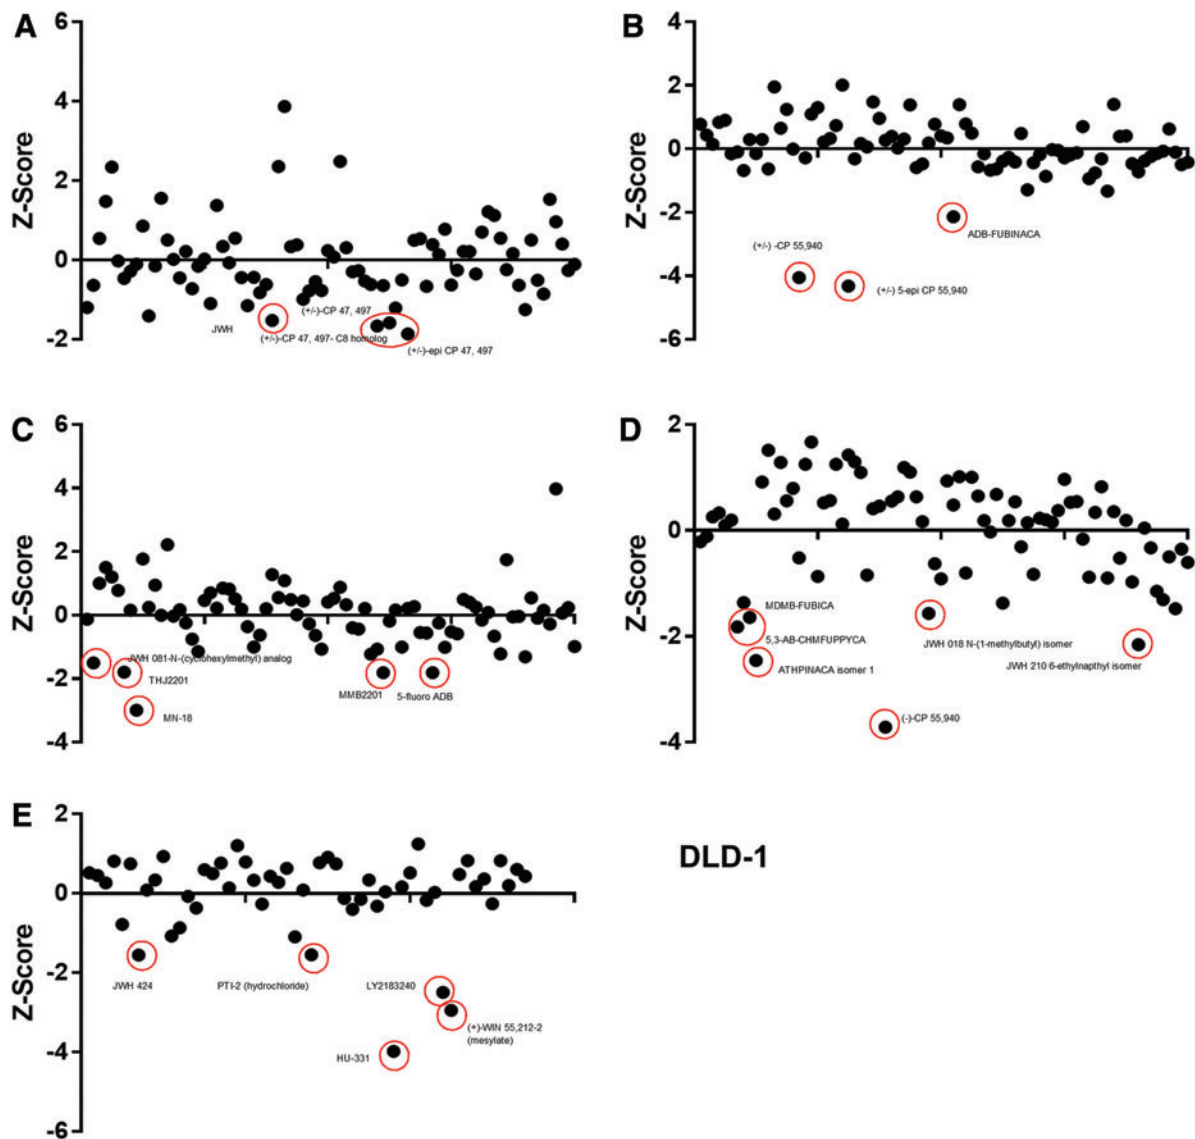 A
Z-Score
6
4
2
0
-2
JWH
(+/-)-CP 47, 497
(+/-)-CP 47, 497- C8 homolog
(+/-)-epi CP 47, 497
B
Z-Score
4
2
0
-2
-4
-6
ADB-FUBINACA
(+/-) -CP 55,940
(+/-) 5-epi CP 55,940
C
Z-Score
6
4
2
0
-2
-4
JWH 081-N-(cyclohexylmethyl) analog
THJ2201
MN-18
MMB2201
5-fluoro ADB
D
Z-Score
2
0
-2
-4
MDMB-FUBICA
5,3-AB-CHMFUPPYCA
ATHPINACA isomer 1
JWH 018 N-(1-methylbutyl) isomer
JWH 210 6-ethylnapthyl isomer
(-)-CP 55,940
E
Z-Score
2
0
-2
-4
-6
JWH 424
PTI-2 (hydrochloride)
LY2183240
(+)-WIN 55,212-2
(mesylate)
HU-331
DLD-1